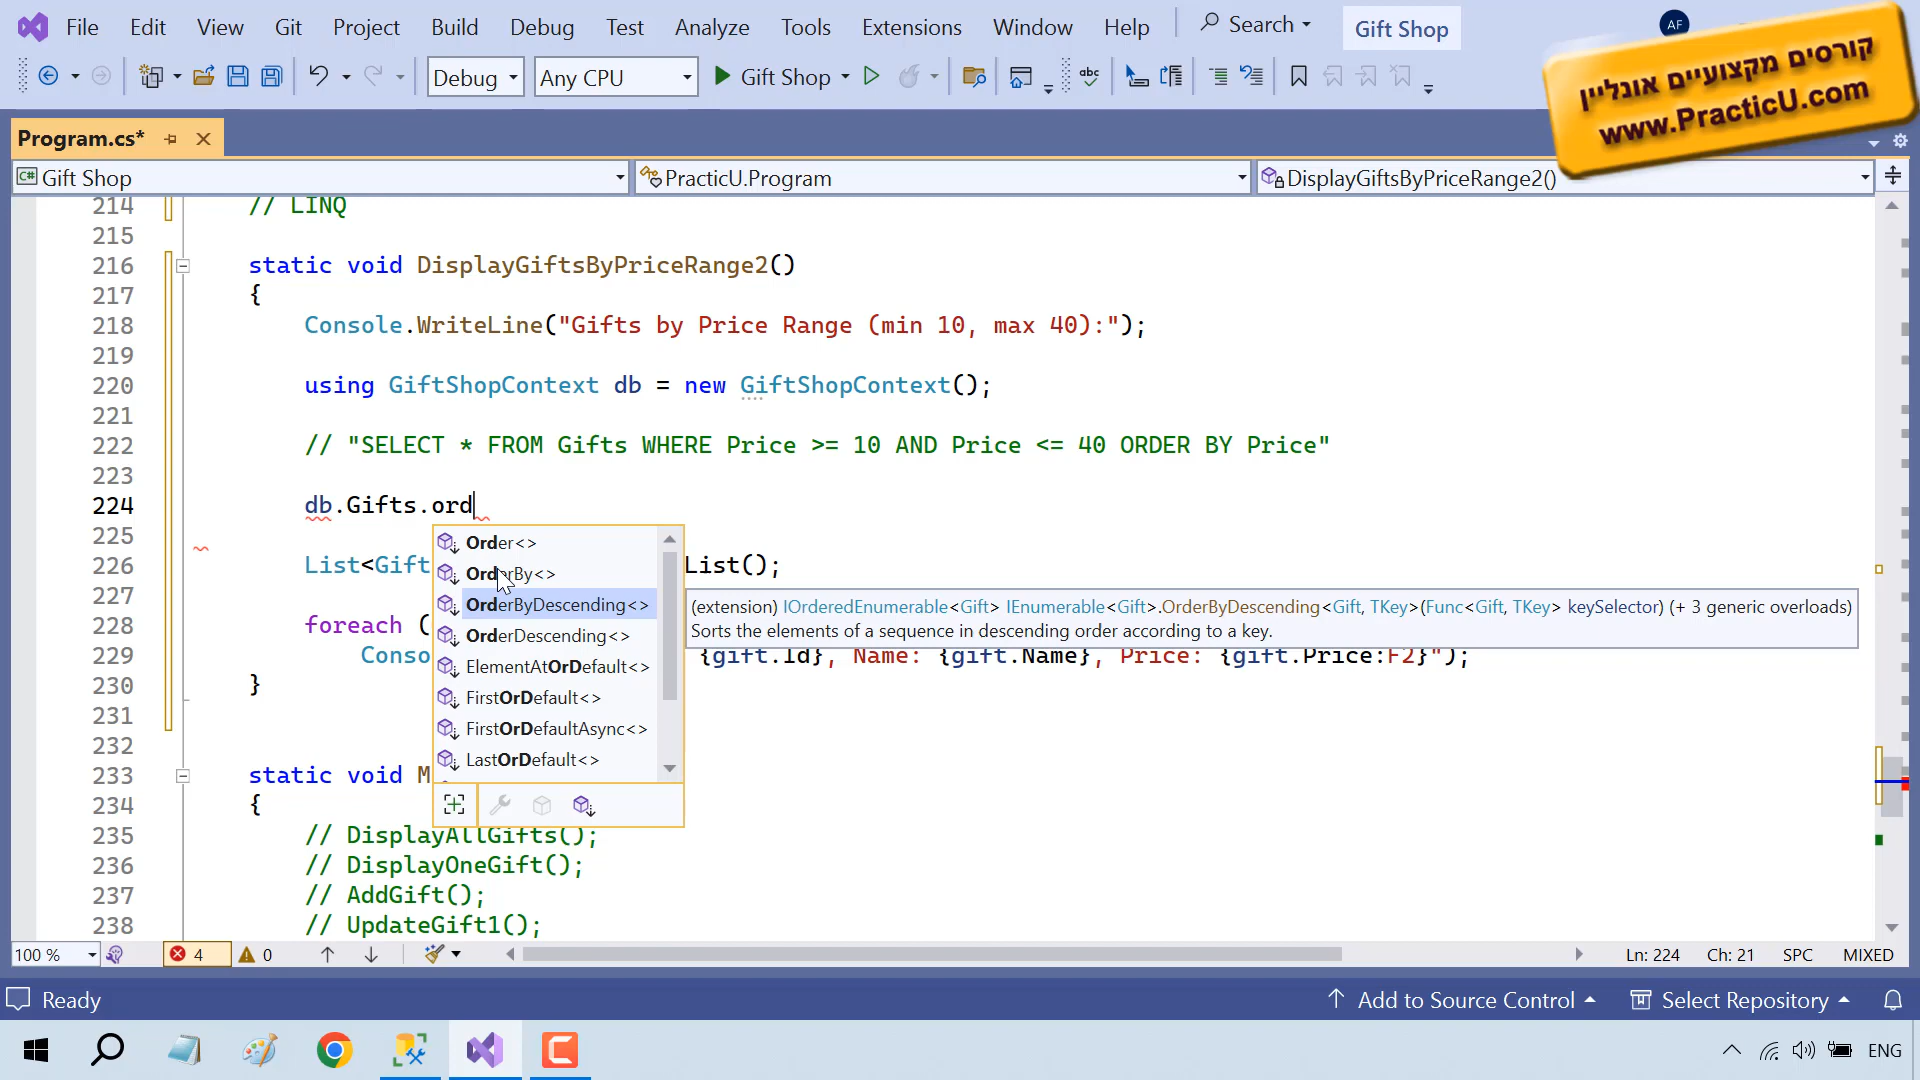 File Edit View Git Project Build Debug Test Analyze Tools Extensions Window Help Search Gift Shop AF
קורסים מקצועיים אונליין
www.PracticU.com
Debug Any CPU Gift Shop
Program.cs*
C# Gift Shop PracticU.Program DisplayGiftsByPriceRange2()
214 // LINQ
215
216 static void DisplayGiftsByPriceRange2()
217 {
218 Console.WriteLine("Gifts by Price Range (min 10, max 40):");
219
220 using GiftShopContext db = new GiftShopContext();
221
222 // "SELECT * FROM Gifts WHERE Price >= 10 AND Price <= 40 ORDER BY Price"
223
224 db.Gifts.ord
225
226 List<Gift List();
227
228 foreach (
229 Conso {gift.Id}, Name: {gift.Name}, Price: {gift.Price:F2}");
230 }
231
232
233 static void M
234 {
235 // DisplayAllGifts();
236 // DisplayOneGift();
237 // AddGift();
238 // UpdateGift1();
Order<>
OrderBy<>
OrderByDescending<>
OrderDescending<>
ElementAtOrDefault<>
FirstOrDefault<>
FirstOrDefaultAsync<>
LastOrDefault<>
(extension) IOrderedEnumerable<Gift> IEnumerable<Gift>.OrderByDescending<Gift, TKey>(Func<Gift, TKey> keySelector) (+ 3 generic overloads)
Sorts the elements of a sequence in descending order according to a key.
100 % 4 0 Ln: 224 Ch: 21 SPC MIXED
Ready Add to Source Control Select Repository
ENG